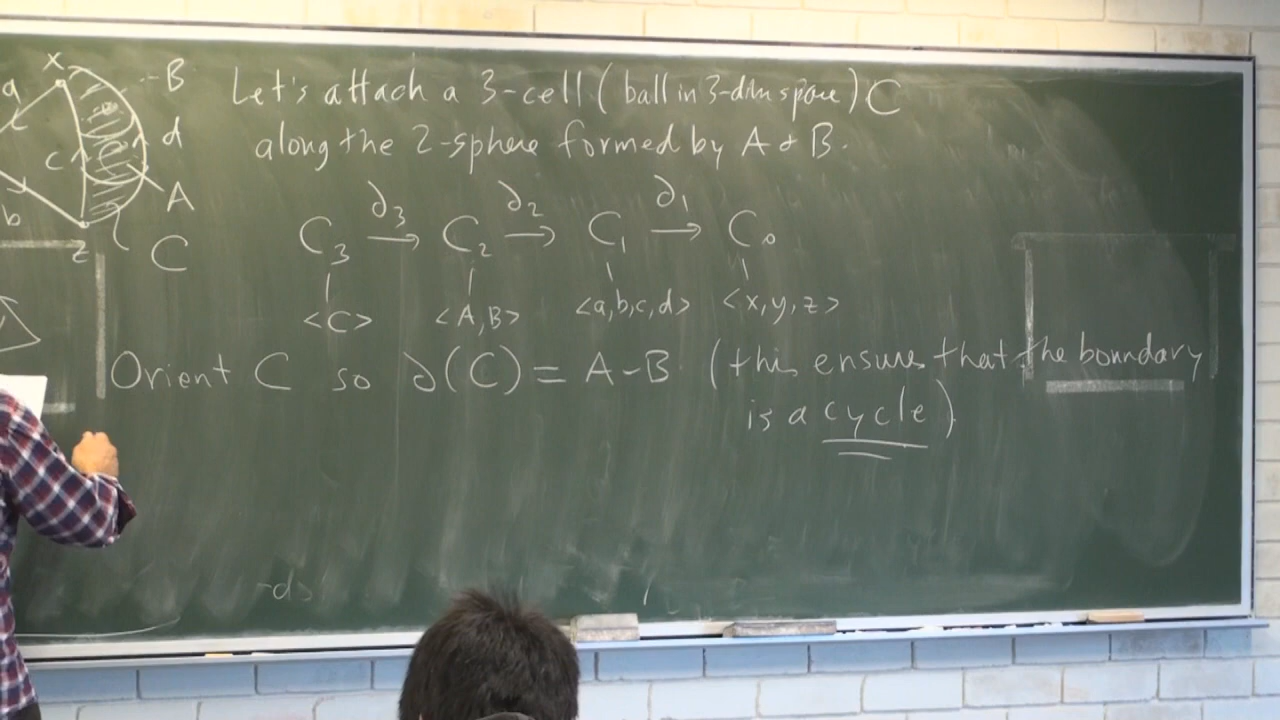 Let's attach a 3-cell (ball in 3-dim space) C
along the 2-sphere formed by A & B.
∂₃ ∂₂ ∂₁
C₃ → C₂ → C₁ → C₀
<C> <A,B> <a,b,c,d> <x,y,z>
Orient C so ∂(C) = A-B (this ensures that the boundary
is a cycle).
x
B
a
d
c
A
b
z
C